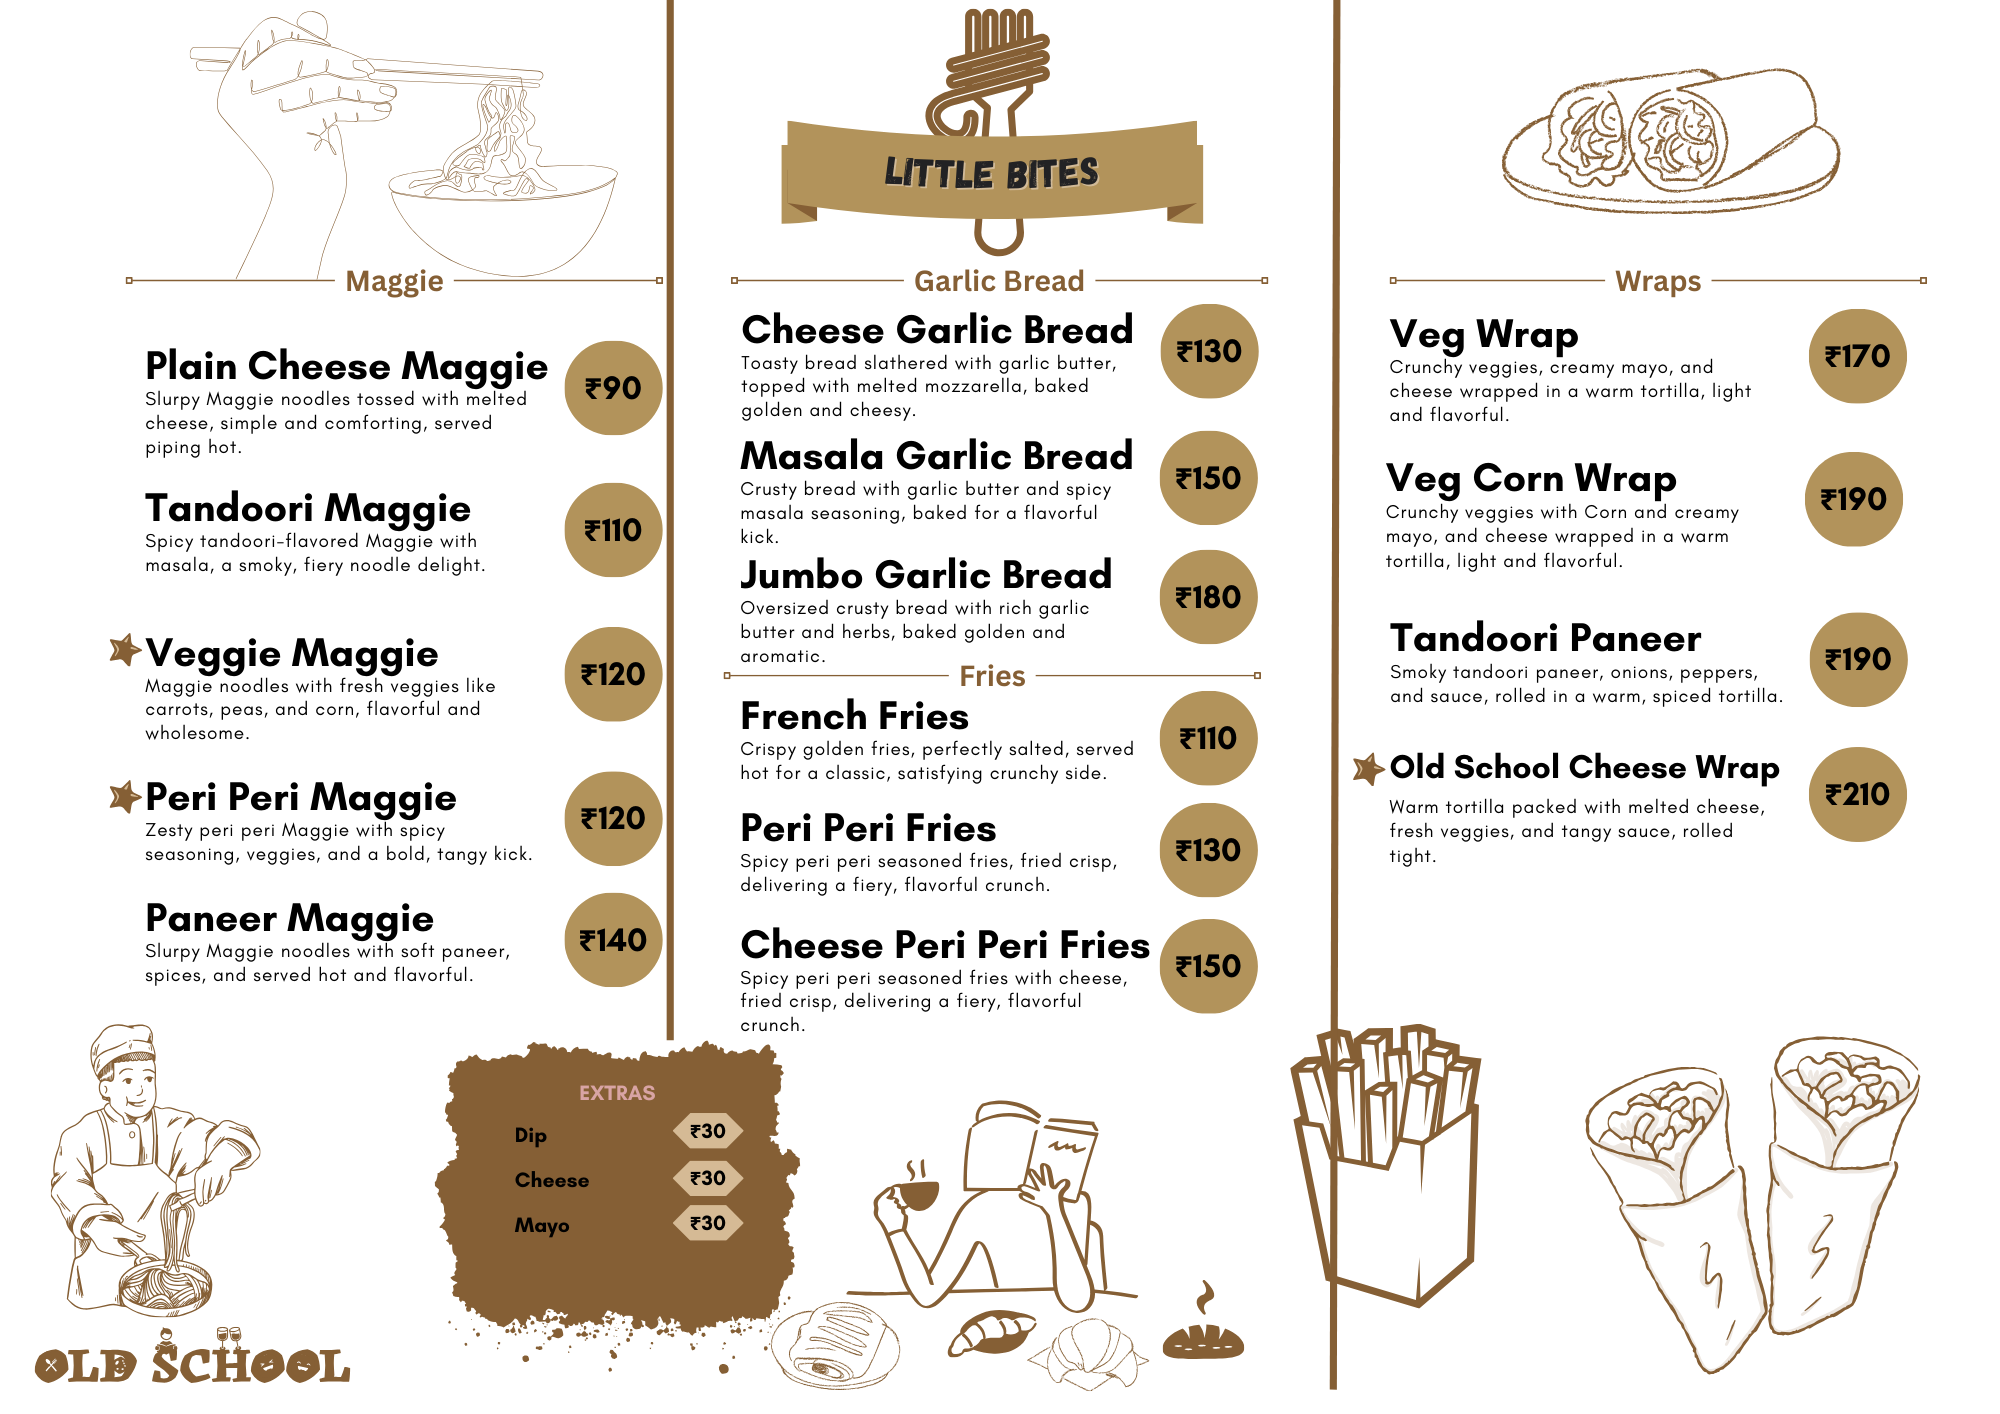 LITTLE BITES
Maggie
Plain Cheese Maggie
₹90
Slurpy Maggie noodles tossed with melted
cheese, simple and comforting, served
piping hot.
Tandoori Maggie
₹110
Spicy tandoori-flavored Maggie with
masala, a smoky, fiery noodle delight.
Veggie Maggie
₹120
Maggie noodles with fresh veggies like
carrots, peas, and corn, flavorful and
wholesome.
Peri Peri Maggie
₹120
Zesty peri peri Maggie with spicy
seasoning, veggies, and a bold, tangy kick.
Paneer Maggie
₹140
Slurpy Maggie noodles with soft paneer,
spices, and served hot and flavorful.
Garlic Bread
Cheese Garlic Bread
₹130
Toasty bread slathered with garlic butter,
topped with melted mozzarella, baked
golden and cheesy.
Masala Garlic Bread
₹150
Crusty bread with garlic butter and spicy
masala seasoning, baked for a flavorful
kick.
Jumbo Garlic Bread
₹180
Oversized crusty bread with rich garlic
butter and herbs, baked golden and
aromatic.
Fries
French Fries
₹110
Crispy golden fries, perfectly salted, served
hot for a classic, satisfying crunchy side.
Peri Peri Fries
₹130
Spicy peri peri seasoned fries, fried crisp,
delivering a fiery, flavorful crunch.
Cheese Peri Peri Fries
₹150
Spicy peri peri seasoned fries with cheese,
fried crisp, delivering a fiery, flavorful
crunch.
Wraps
Veg Wrap
₹170
Crunchy veggies, creamy mayo, and
cheese wrapped in a warm tortilla, light
and flavorful.
Veg Corn Wrap
₹190
Crunchy veggies with Corn and creamy
mayo, and cheese wrapped in a warm
tortilla, light and flavorful.
Tandoori Paneer
₹190
Smoky tandoori paneer, onions, peppers,
and sauce, rolled in a warm, spiced tortilla.
Old School Cheese Wrap
₹210
Warm tortilla packed with melted cheese,
fresh veggies, and tangy sauce, rolled
tight.
EXTRAS
Dip ₹30
Cheese ₹30
Mayo ₹30
OLD SCHOOL